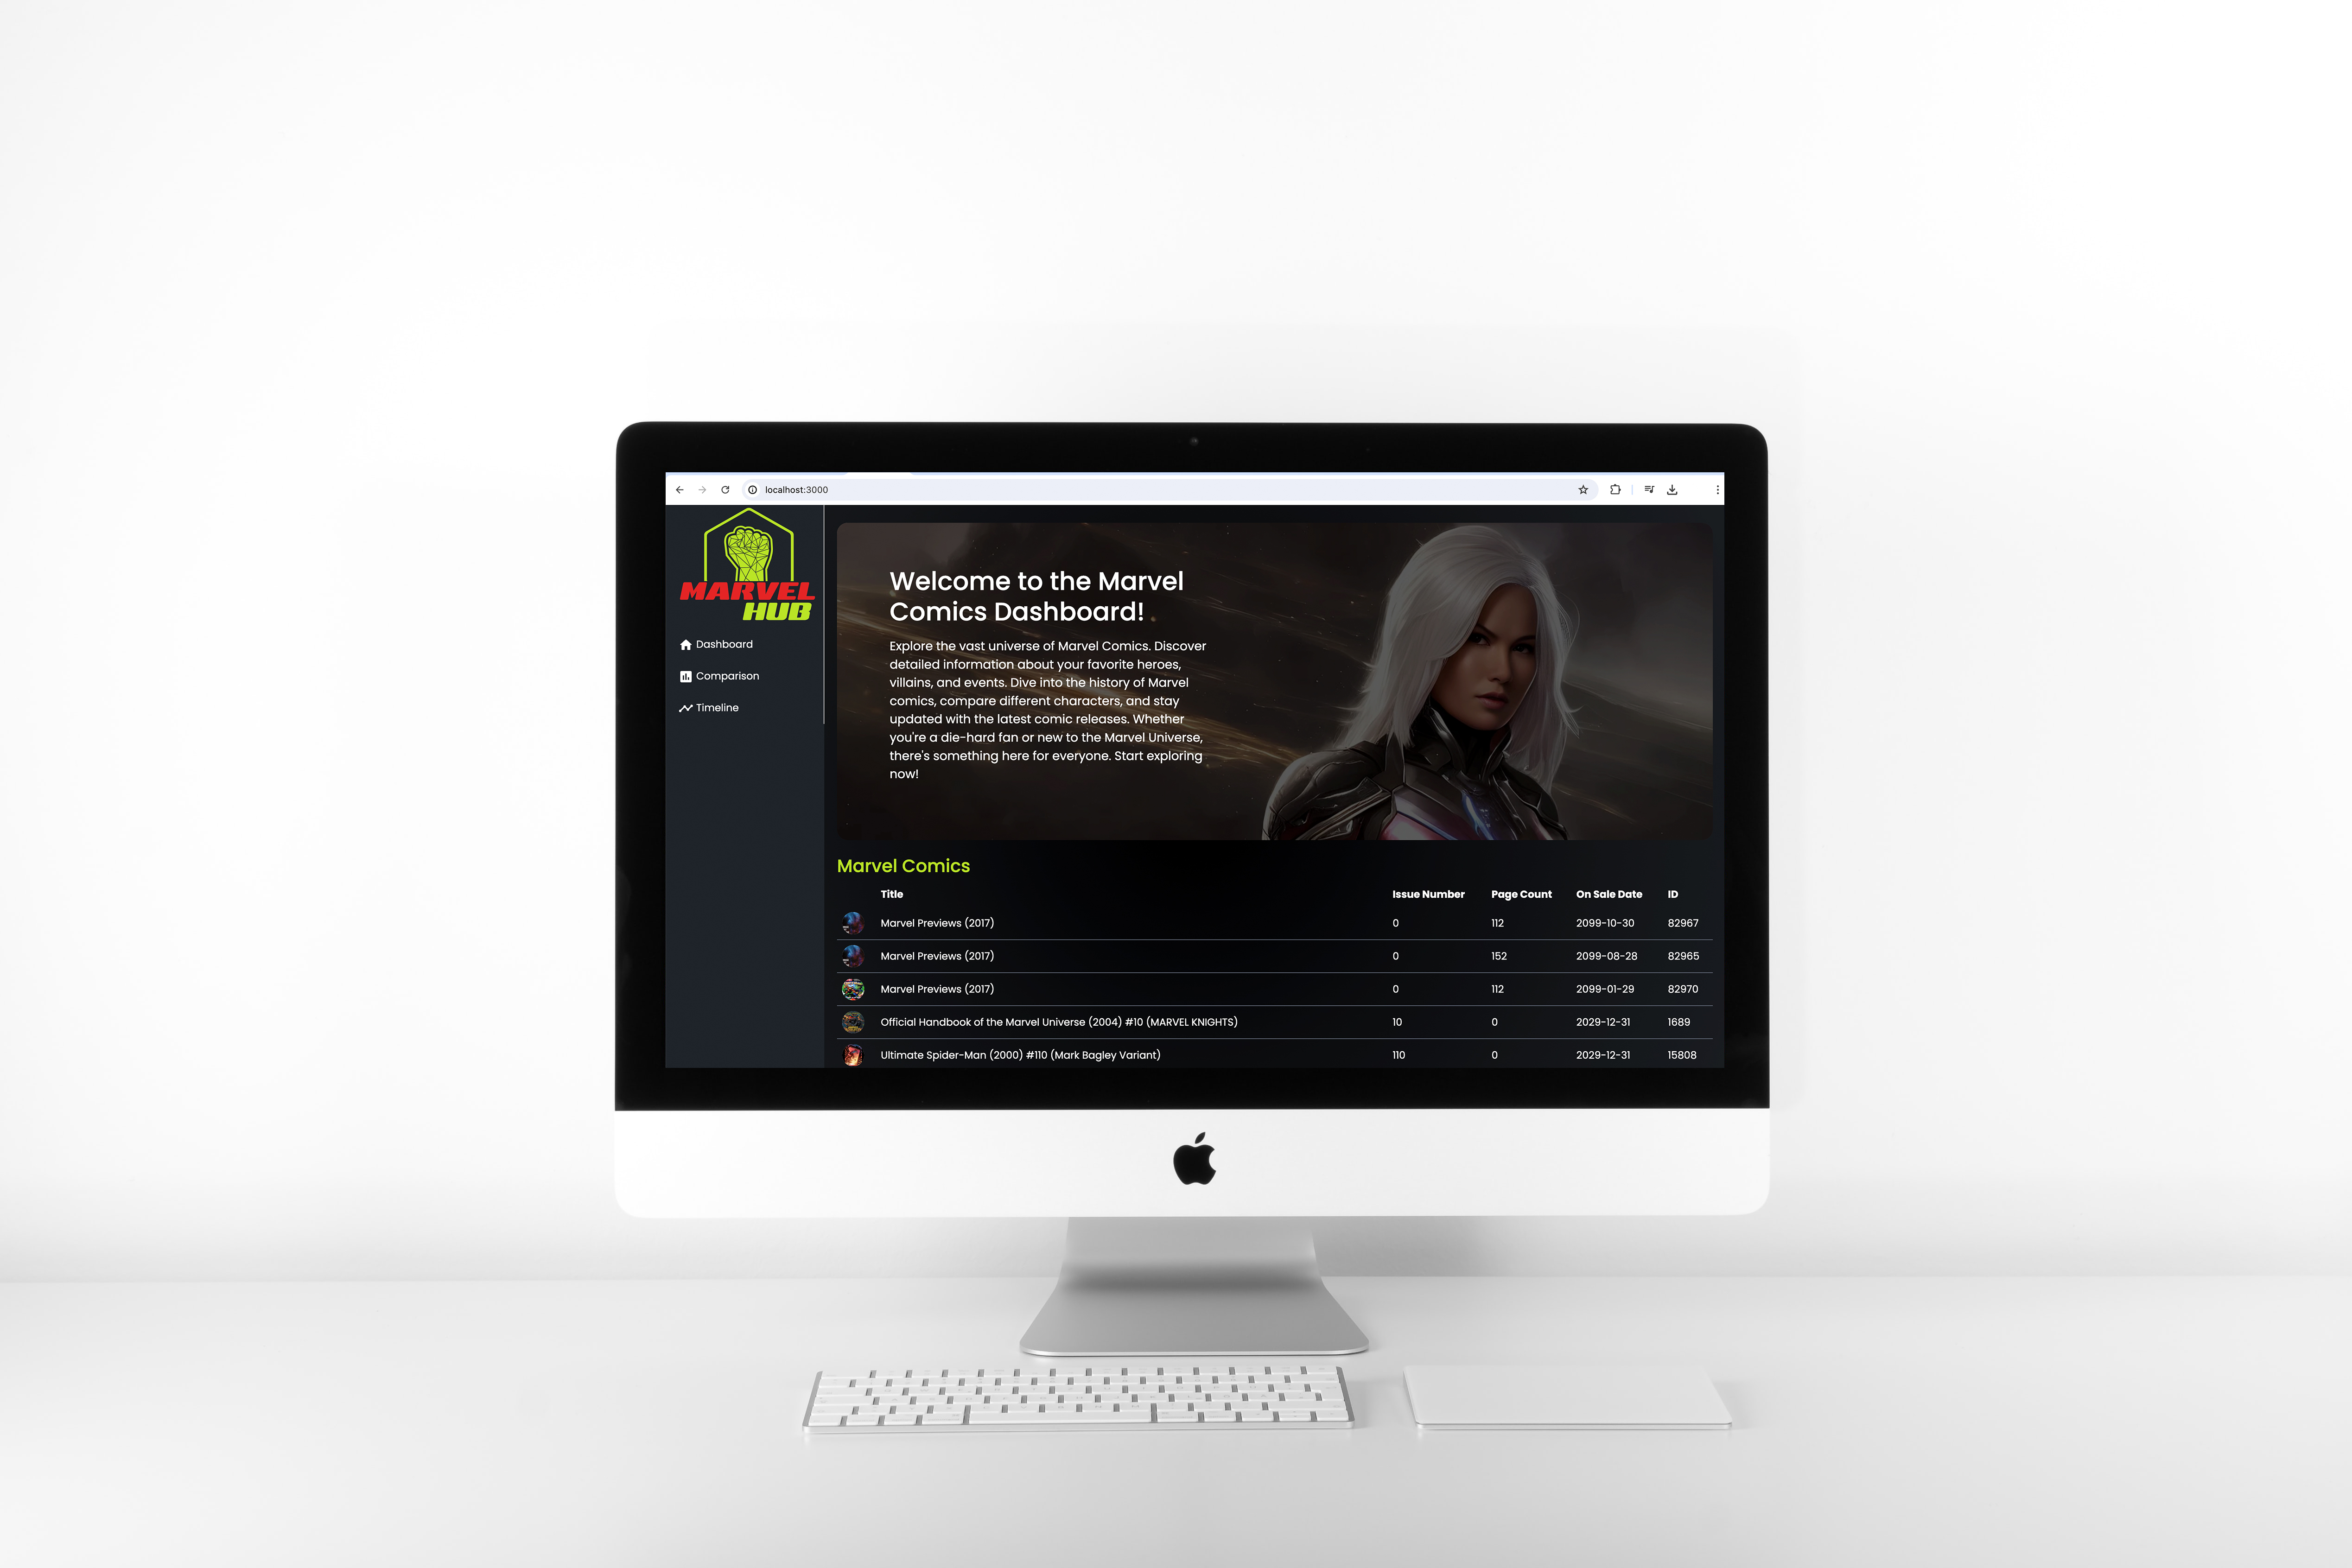 localhost:3000
MARVEL
HUB
Dashboard
Comparison
Timeline
Welcome to the Marvel
Comics Dashboard!
Explore the vast universe of Marvel Comics. Discover
detailed information about your favorite heroes,
villains, and events. Dive into the history of Marvel
comics, compare different characters, and stay
updated with the latest comic releases. Whether
you're a die-hard fan or new to the Marvel Universe,
there's something here for everyone. Start exploring
now!
Marvel Comics
Title Issue Number Page Count On Sale Date ID
Marvel Previews (2017) 0 112 2099-10-30 82967
Marvel Previews (2017) 0 152 2099-08-28 82965
Marvel Previews (2017) 0 112 2099-01-29 82970
Official Handbook of the Marvel Universe (2004) #10 (MARVEL KNIGHTS) 10 0 2029-12-31 1689
Ultimate Spider-Man (2000) #110 (Mark Bagley Variant) 110 0 2029-12-31 15808